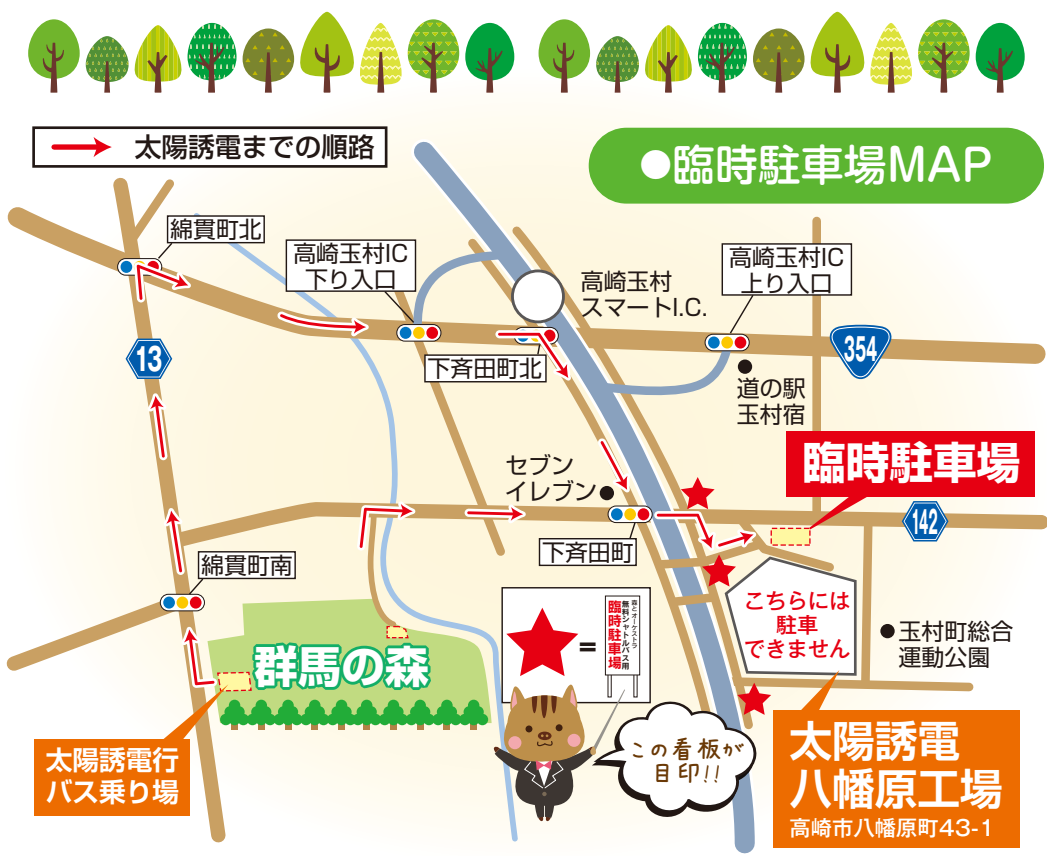 太陽誘電までの順路
●臨時駐車場MAP
綿貫町北
高崎玉村IC
下り入口
高崎玉村
スマートI.C.
高崎玉村IC
上り入口
354
13
下斉田町北
道の駅
玉村宿
臨時駐車場
セブン
イレブン
142
下斉田町
綿貫町南
こちらには
駐車
できません
玉村町総合
運動公園
森とオーケストラ
無料シャトルバス用
臨時駐車場
=
群馬の森
この看板が
目印!!
太陽誘電行
バス乗り場
太陽誘電
八幡原工場
高崎市八幡原町43-1